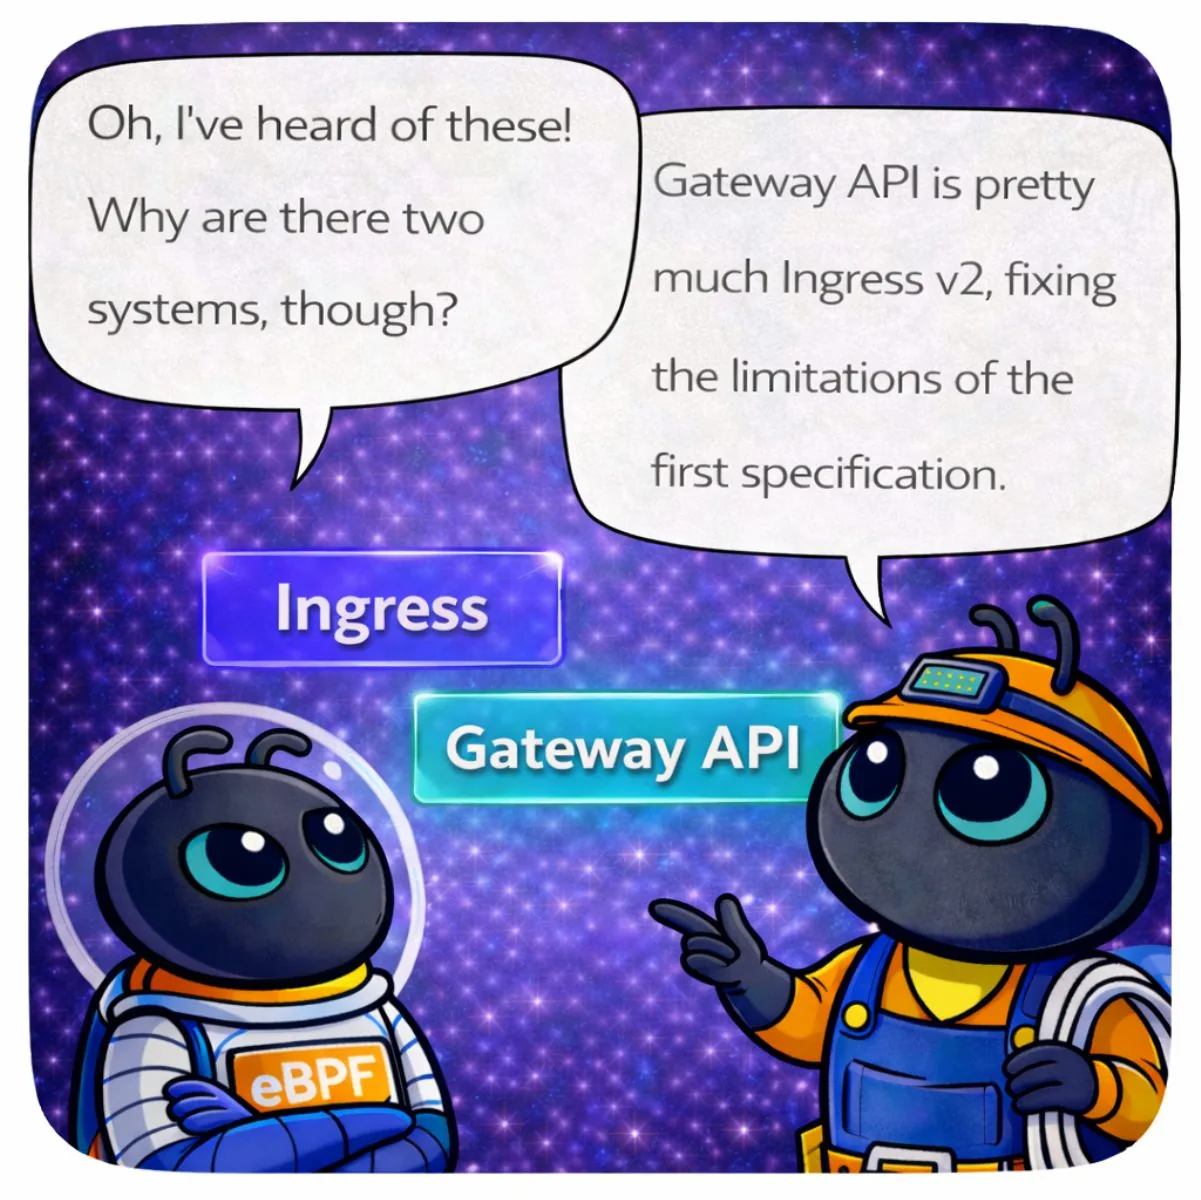 Oh, I've heard of these!
Why are there two
systems, though?
Gateway API is pretty
much Ingress v2, fixing
the limitations of the
first specification.
Ingress
Gateway API
eBPF